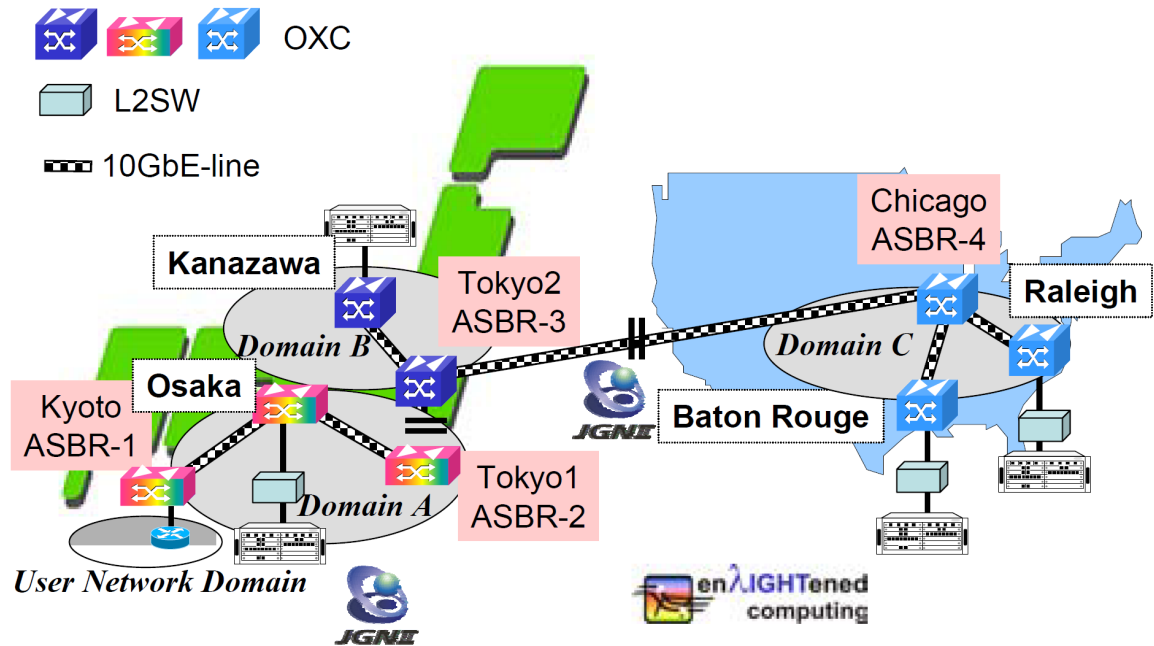 OXC
L2SW
10GbE-line
Chicago
ASBR-4
Kanazawa
Tokyo2
ASBR-3
Raleigh
Domain B
Domain C
Osaka
Kyoto
ASBR-1
Baton Rouge
JGNII
Tokyo1
ASBR-2
Domain A
User Network Domain
enλIGHTened
computing
JGNII